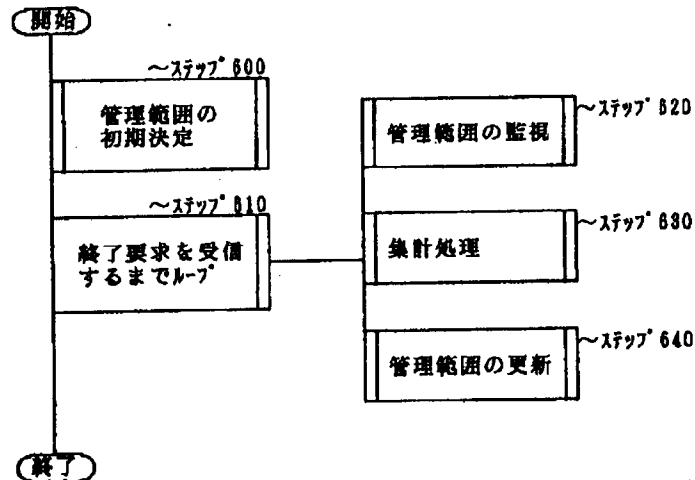 開始
～ステップ600
管理範囲の
初期決定
～ステップ610
終了要求を受信
するまでループ
～ステップ620
管理範囲の監視
～ステップ630
集計処理
～ステップ640
管理範囲の更新
終了